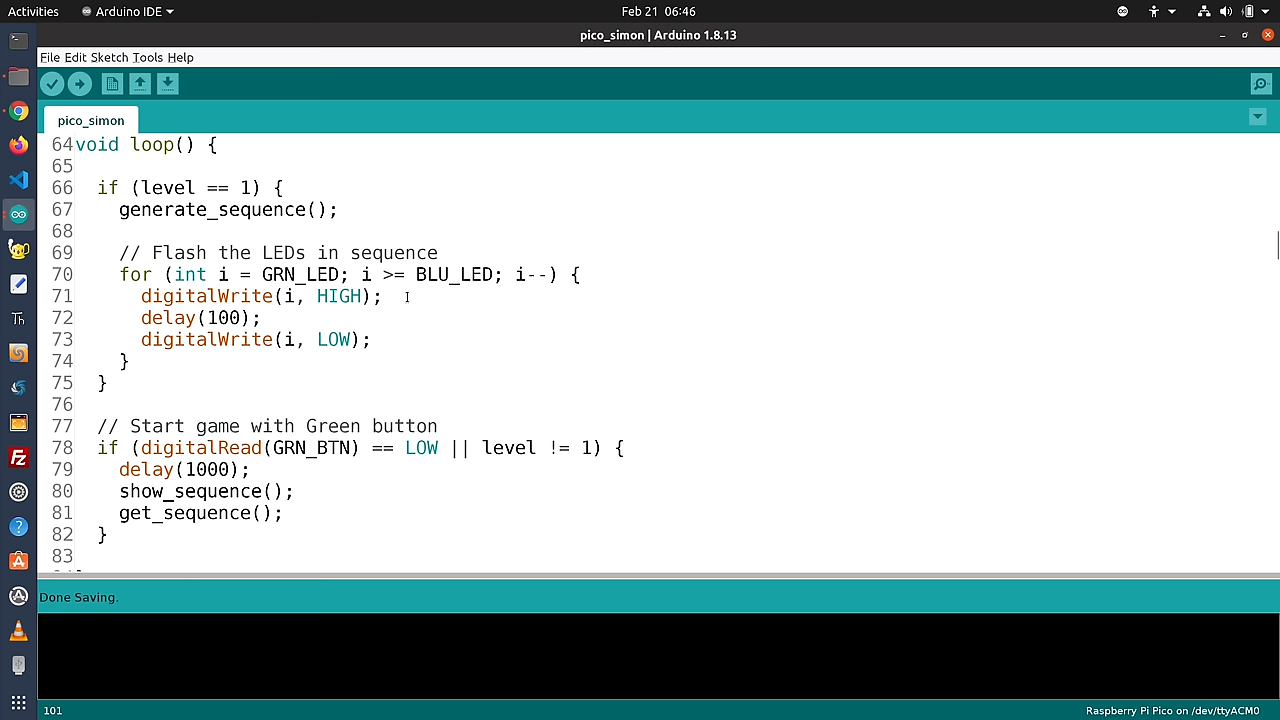 Activities Arduino IDE Feb 21 06:46
pico_simon | Arduino 1.8.13
File Edit Sketch Tools Help
pico_simon
64 void loop() {
65
66 if (level == 1) {
67 generate_sequence();
68
69 // Flash the LEDs in sequence
70 for (int i = GRN_LED; i >= BLU_LED; i--) {
71 digitalWrite(i, HIGH);
72 delay(100);
73 digitalWrite(i, LOW);
74 }
75 }
76
77 // Start game with Green button
78 if (digitalRead(GRN_BTN) == LOW || level != 1) {
79 delay(1000);
80 show_sequence();
81 get_sequence();
82 }
83
Done Saving.
101 Raspberry Pi Pico on /dev/ttyACM0